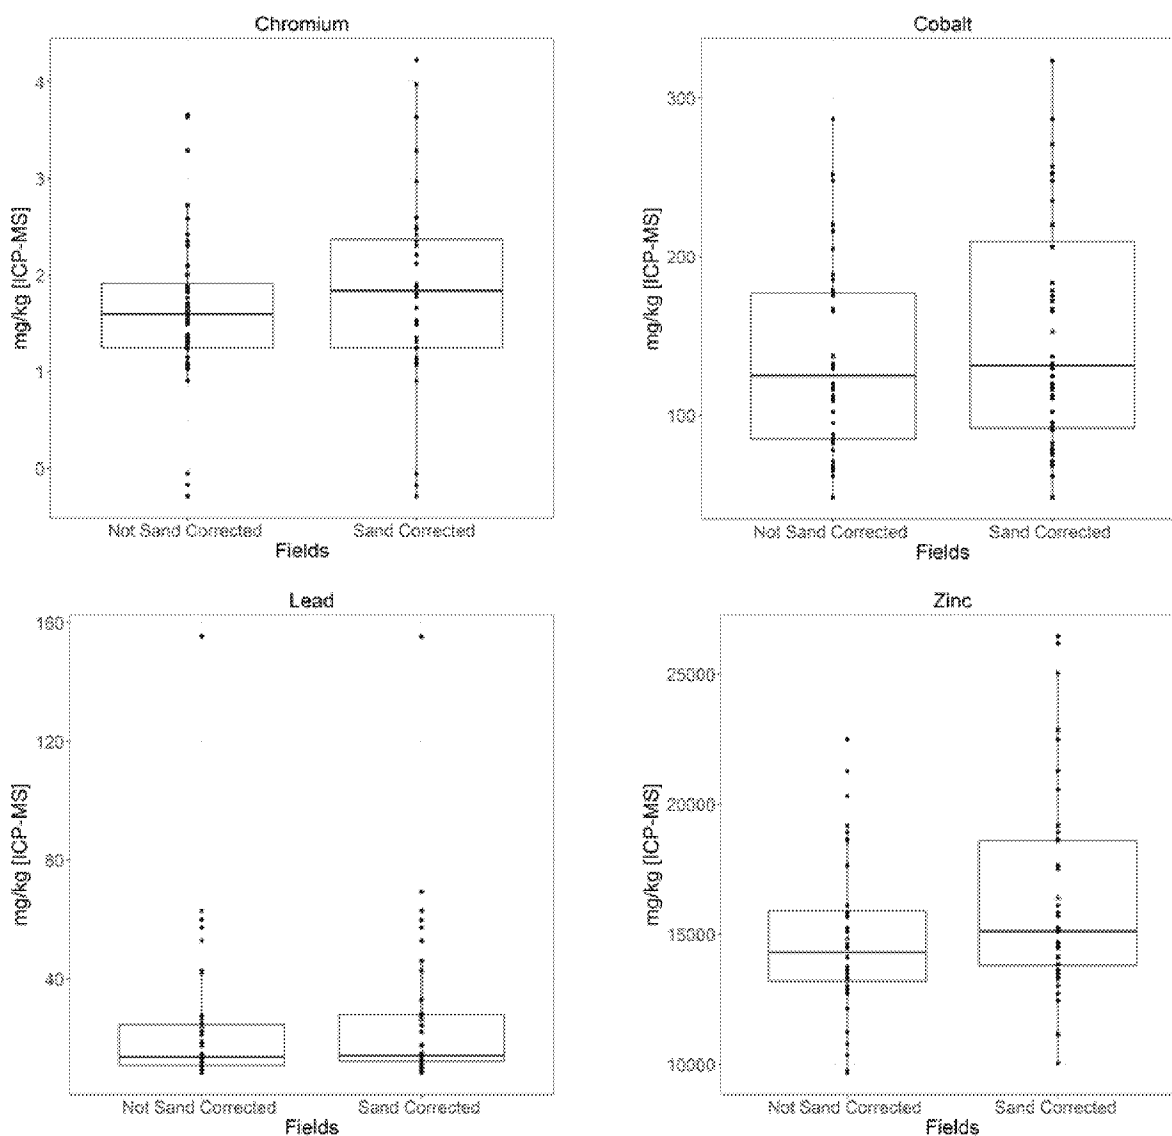 Chromium
mg/kg [ICP-MS]
4
3
2
1
0
Not Sand Corrected Sand Corrected
Fields
Cobalt
mg/kg [ICP-MS]
300
200
100
Not Sand Corrected Sand Corrected
Fields
Lead
mg/kg [ICP-MS]
160
120
80
40
Not Sand Corrected Sand Corrected
Fields
Zinc
mg/kg [ICP-MS]
25000
20000
15000
10000
Not Sand Corrected Sand Corrected
Fields